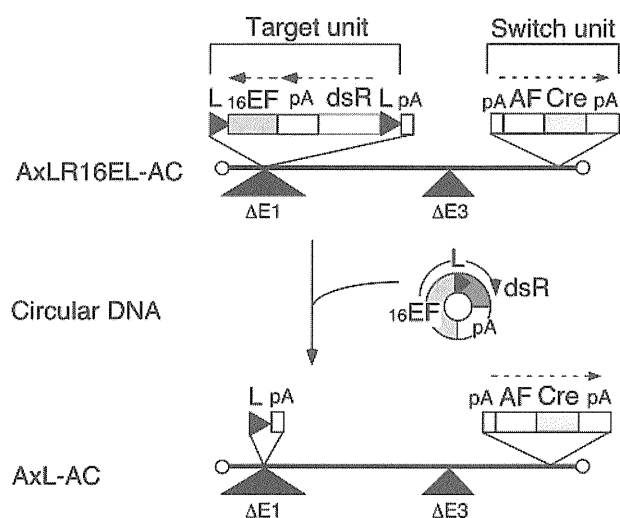 Target unit
Switch unit
L 16EF pA dsR L pA
pA AF Cre pA
AxLR16EL-AC
ΔE1
ΔE3
L
dsR
Circular DNA
16EF
pA
L pA
pA AF Cre pA
AxL-AC
ΔE1
ΔE3